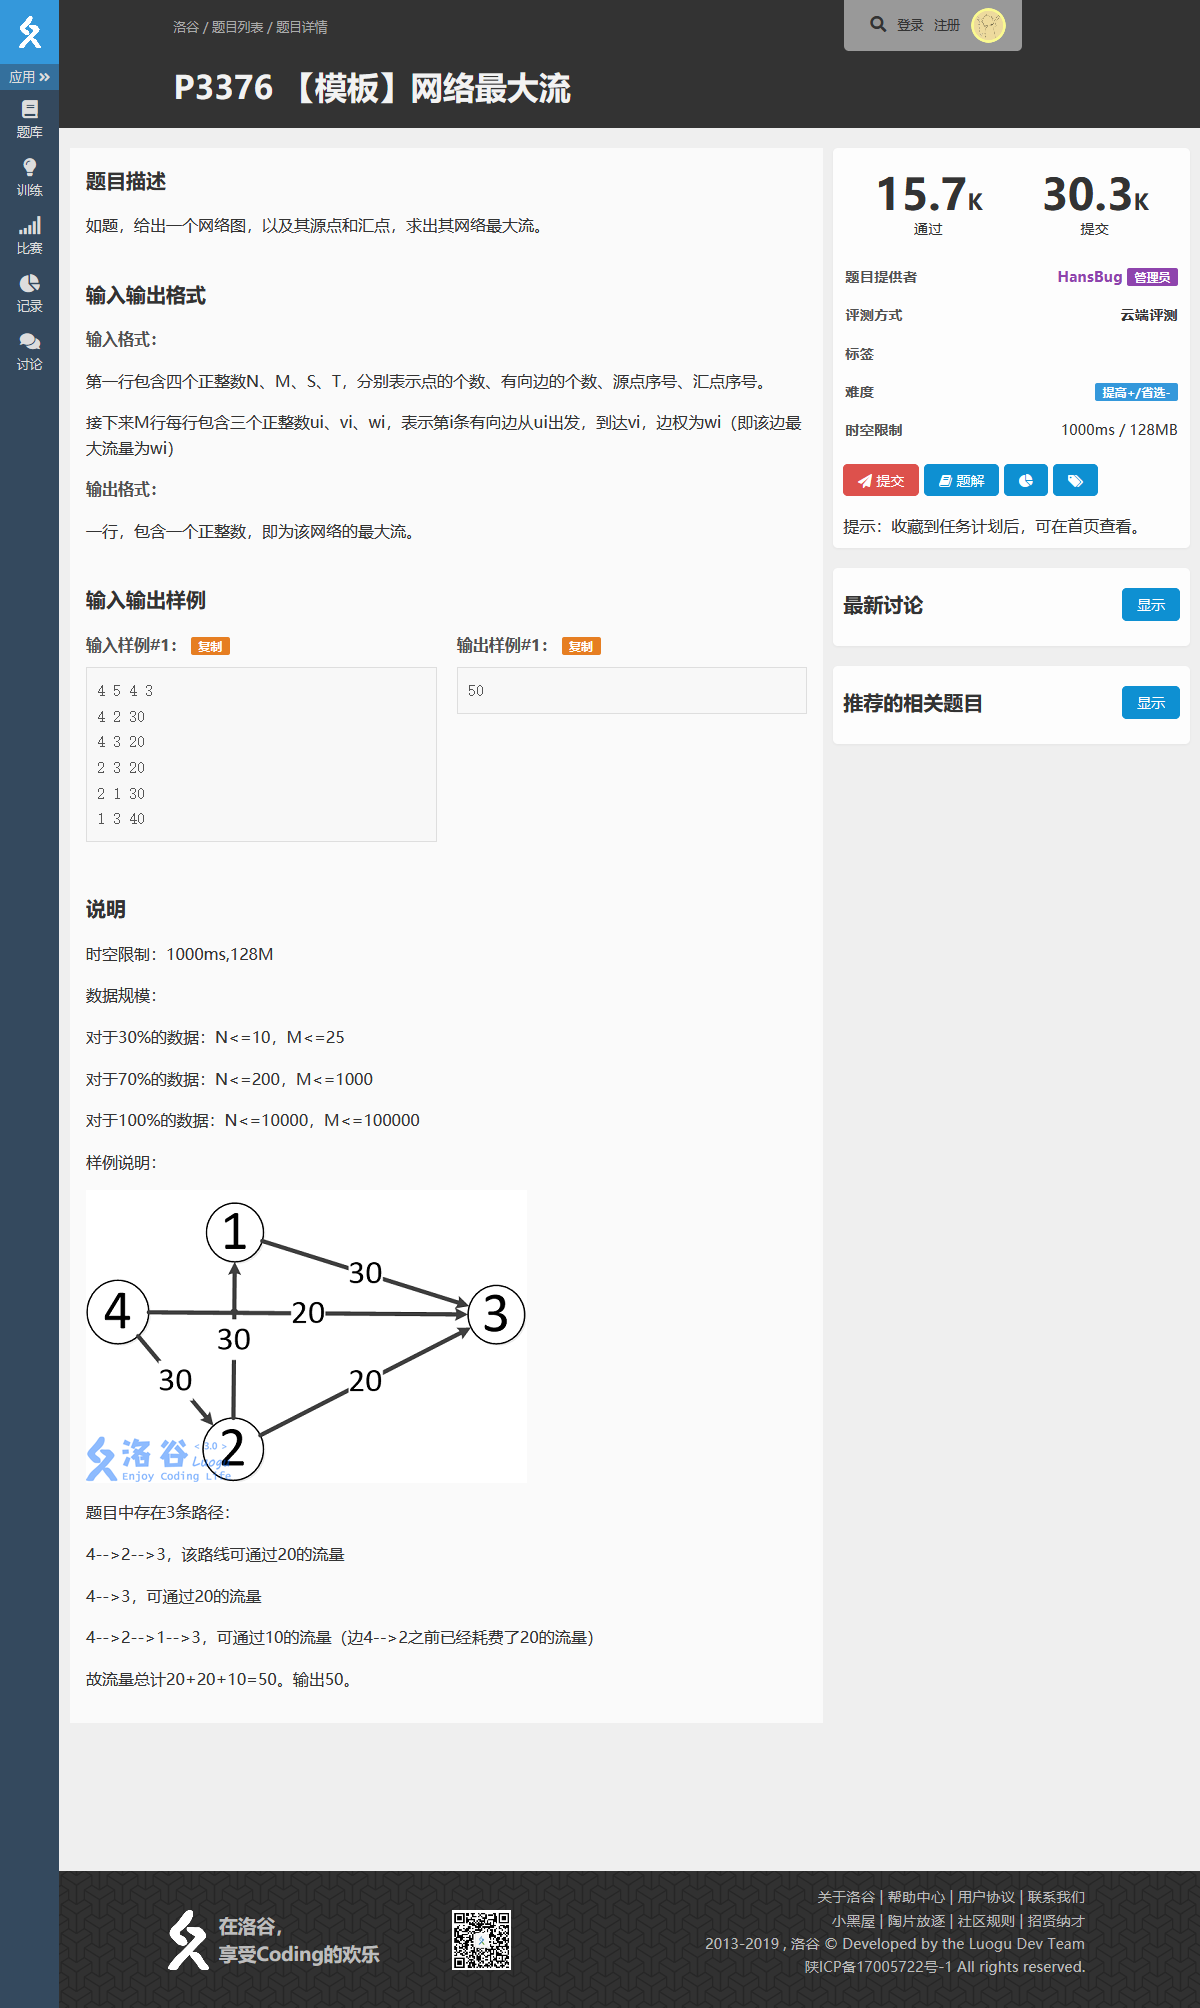 洛谷 / 题目列表 / 题目详情
登录 注册
P3376 【模板】网络最大流
应用
题库
训练
比赛
记录
讨论
题目描述
如题，给出一个网络图，以及其源点和汇点，求出其网络最大流。
输入输出格式
输入格式：
第一行包含四个正整数N、M、S、T，分别表示点的个数、有向边的个数、源点序号、汇点序号。
接下来M行每行包含三个正整数ui、vi、wi，表示第i条有向边从ui出发，到达vi，边权为wi（即该边最
大流量为wi）
输出格式：
一行，包含一个正整数，即为该网络的最大流。
输入输出样例
输入样例#1： 复制
4 5 4 3
4 2 30
4 3 20
2 3 20
2 1 30
1 3 40
输出样例#1： 复制
50
说明
时空限制：1000ms,128M
数据规模：
对于30%的数据：N<=10，M<=25
对于70%的数据：N<=200，M<=1000
对于100%的数据：N<=10000，M<=100000
样例说明：
1
30
4
20
3
30
30
20
2
洛谷 <3.0>
Luogu
Enjoy Coding Life
题目中存在3条路径：
4-->2-->3，该路线可通过20的流量
4-->3，可通过20的流量
4-->2-->1-->3，可通过10的流量（边4-->2之前已经耗费了20的流量）
故流量总计20+20+10=50。输出50。
15.7K 30.3K
通过 提交
题目提供者 HansBug 管理员
评测方式 云端评测
标签
难度 提高+/省选-
时空限制 1000ms / 128MB
提交 题解
提示：收藏到任务计划后，可在首页查看。
最新讨论 显示
推荐的相关题目 显示
在洛谷，
享受Coding的欢乐
关于洛谷 | 帮助中心 | 用户协议 | 联系我们
小黑屋 | 陶片放逐 | 社区规则 | 招贤纳才
2013-2019 , 洛谷 © Developed by the Luogu Dev Team
陕ICP备17005722号-1 All rights reserved.